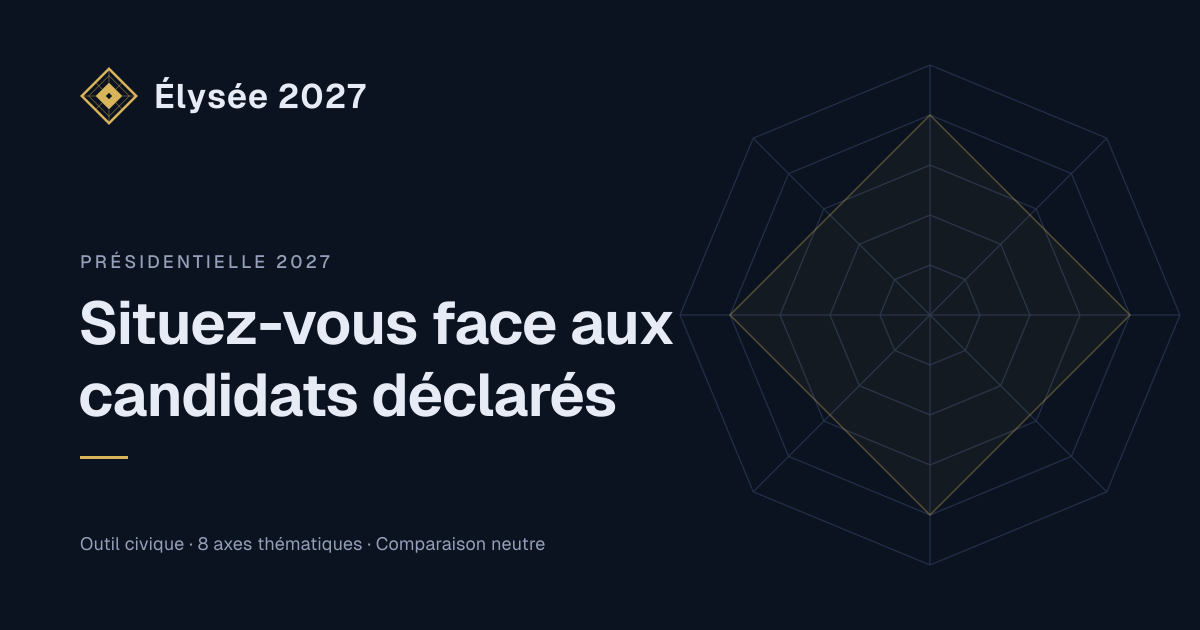 Élysée 2027
PRÉSIDENTIELLE 2027
Situez-vous face aux
candidats déclarés
Outil civique · 8 axes thématiques · Comparaison neutre